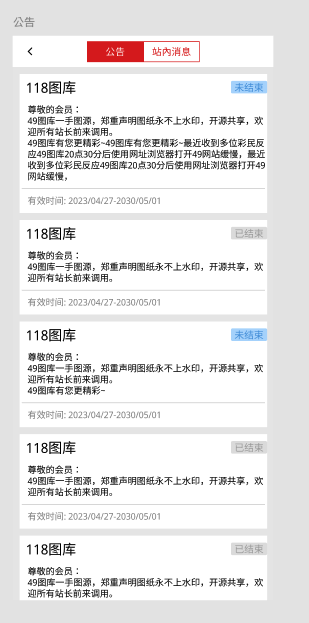 公告
公告 站內消息
118图库 未结束
尊敬的会员：
49图库一手图源，郑重声明图纸永不上水印，开源共享，欢
迎所有站长前来调用。
49图库有您更精彩~49图库有您更精彩~最近收到多位彩民反
应49图库20点30分后使用网址浏览器打开49网站缓慢，最近
收到多位彩民反应49图库20点30分后使用网址浏览器打开49
网站缓慢，
有效时间: 2023/04/27-2030/05/01
118图库 已结束
尊敬的会员：
49图库一手图源，郑重声明图纸永不上水印，开源共享，欢
迎所有站长前来调用。
有效时间: 2023/04/27-2030/05/01
118图库 未结束
尊敬的会员：
49图库一手图源，郑重声明图纸永不上水印，开源共享，欢
迎所有站长前来调用。
49图库有您更精彩~
有效时间: 2023/04/27-2030/05/01
118图库 已结束
尊敬的会员：
49图库一手图源，郑重声明图纸永不上水印，开源共享，欢
迎所有站长前来调用。
有效时间: 2023/04/27-2030/05/01
118图库 已结束
尊敬的会员：
49图库一手图源，郑重声明图纸永不上水印，开源共享，欢
迎所有站长前来调用。